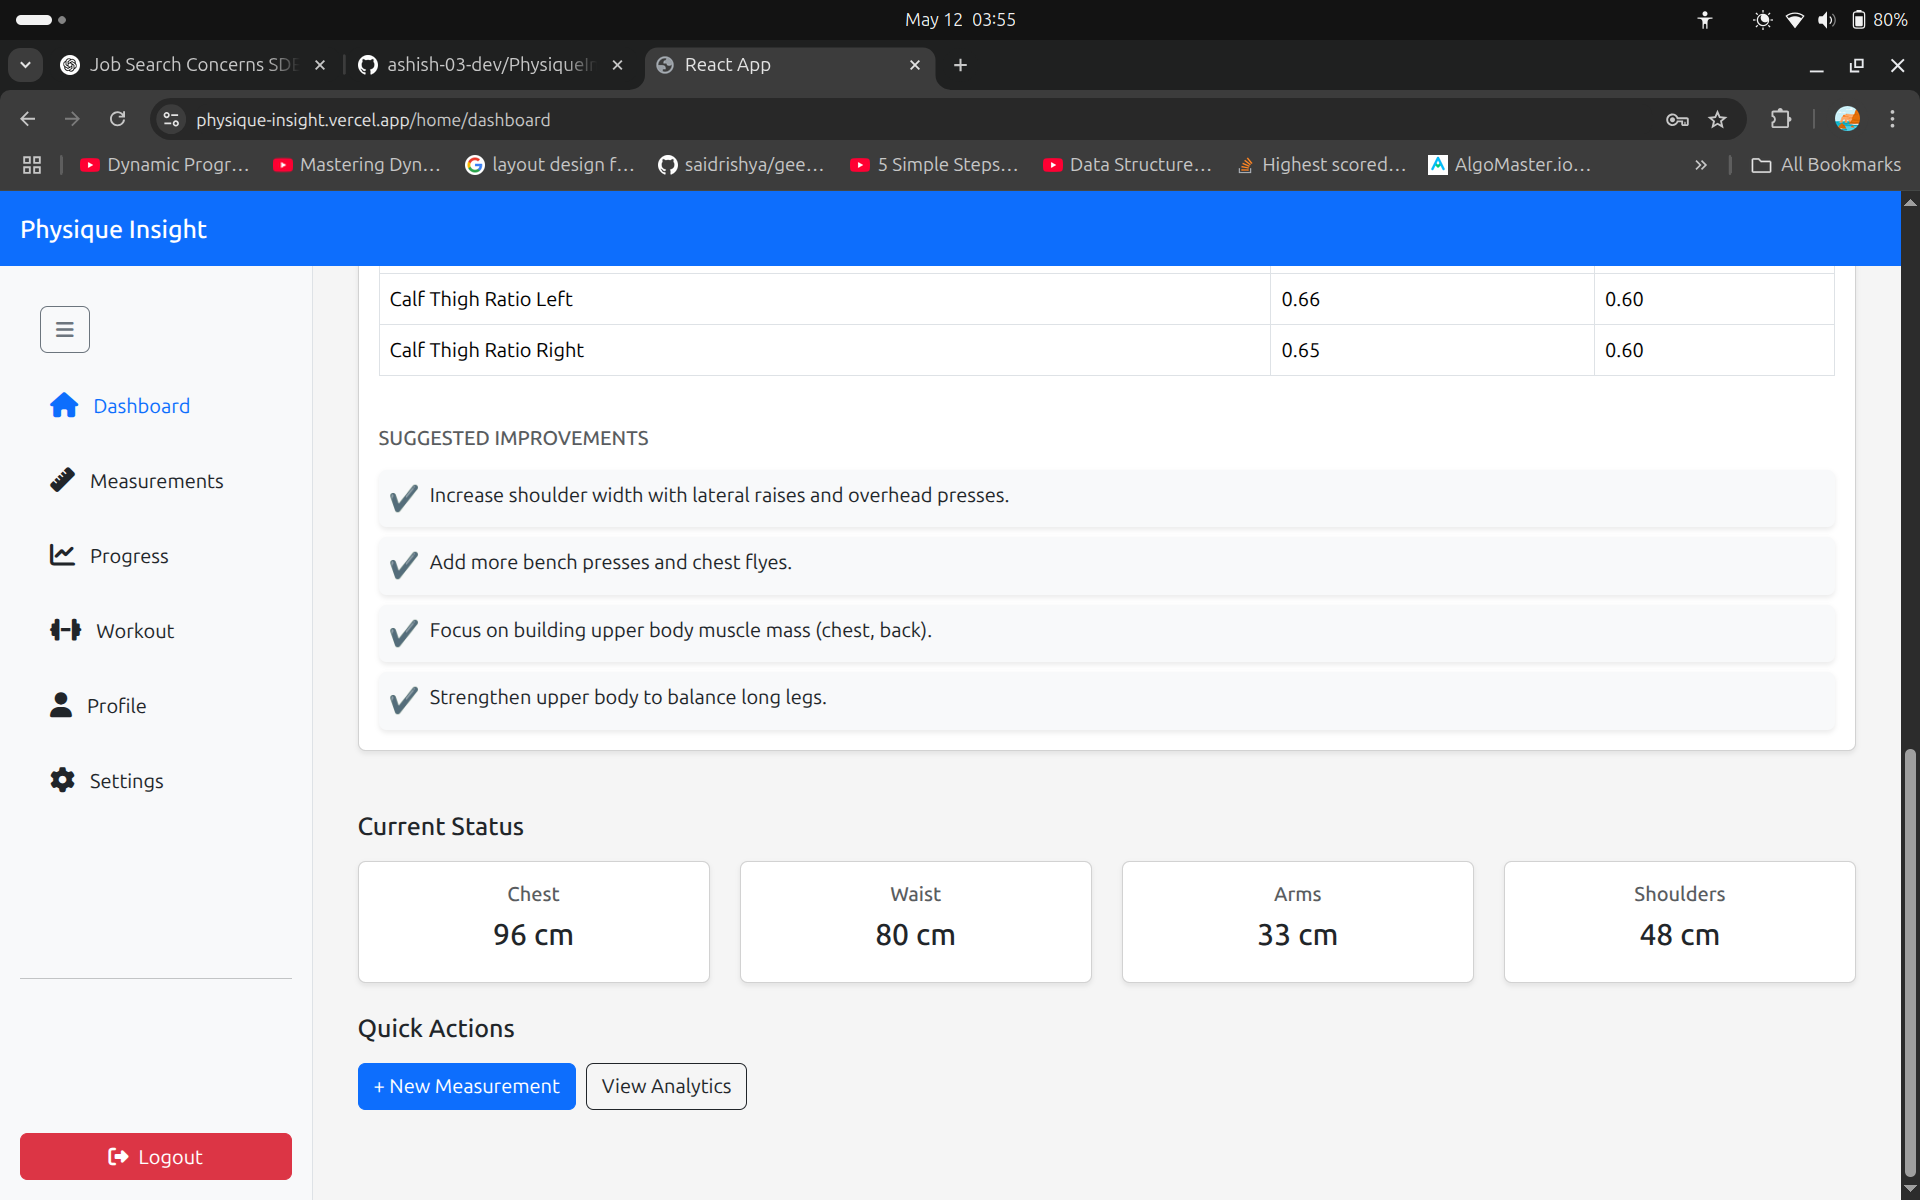 May 12 03:55
80%
Job Search Concerns SDE
ashish-03-dev/PhysiqueIn
React App
physique-insight.vercel.app/home/dashboard
Dynamic Progr...
Mastering Dyn...
layout design f...
saidrishya/gee...
5 Simple Steps...
Data Structure...
Highest scored...
AlgoMaster.io...
All Bookmarks
Physique Insight
Dashboard
Measurements
Progress
Workout
Profile
Settings
Logout
Calf Thigh Ratio Left 0.66 0.60
Calf Thigh Ratio Right 0.65 0.60
SUGGESTED IMPROVEMENTS
Increase shoulder width with lateral raises and overhead presses.
Add more bench presses and chest flyes.
Focus on building upper body muscle mass (chest, back).
Strengthen upper body to balance long legs.
Current Status
Chest
96 cm
Waist
80 cm
Arms
33 cm
Shoulders
48 cm
Quick Actions
+ New Measurement
View Analytics